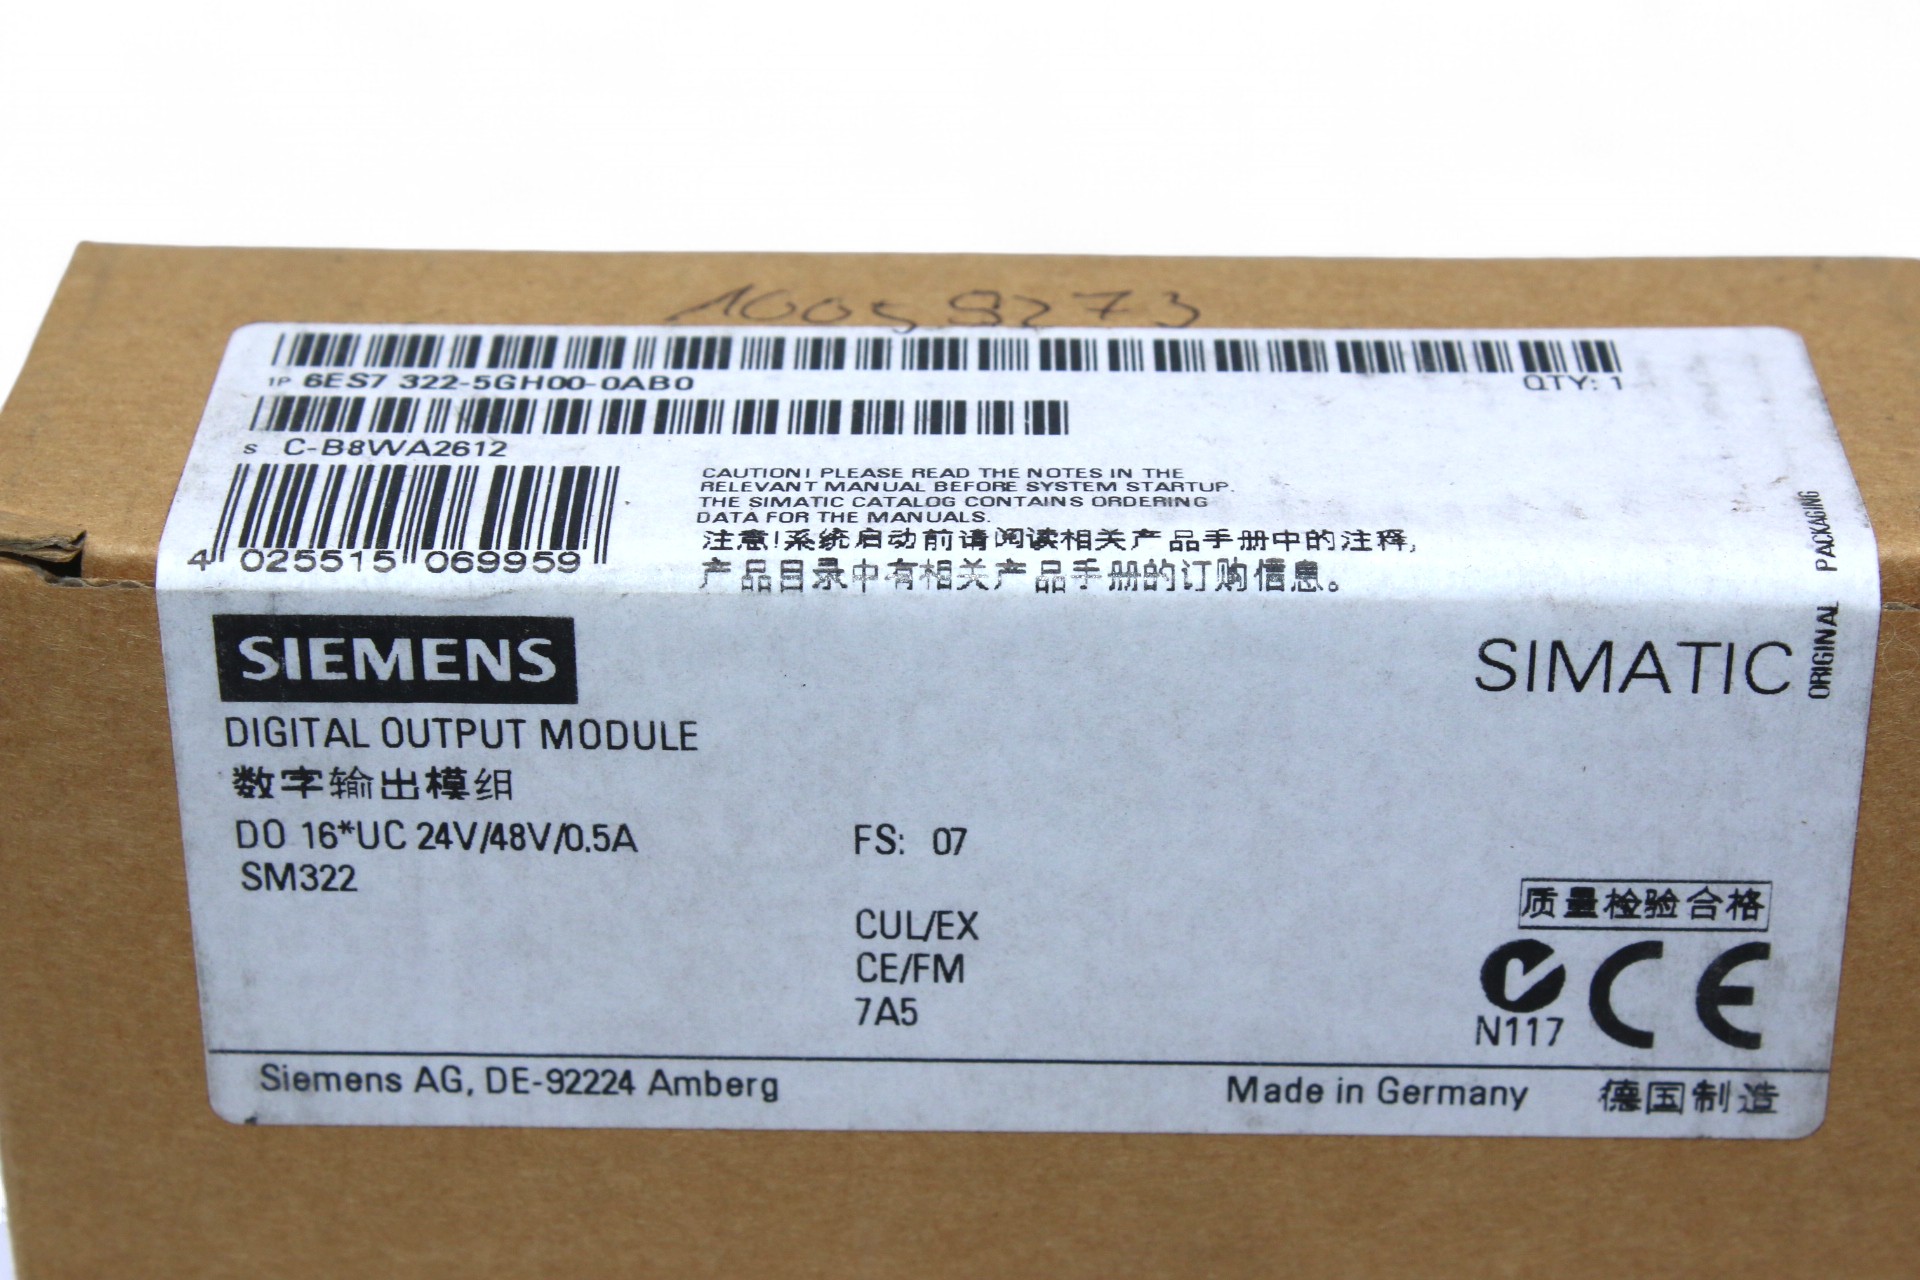 10059273
1P 6ES7 322-5GH00-0AB0 QTY: 1
S C-B8WA2612
CAUTION! PLEASE READ THE NOTES IN THE
RELEVANT MANUAL BEFORE SYSTEM STARTUP.
THE SIMATIC CATALOG CONTAINS ORDERING
DATA FOR THE MANUALS.
注意!系统启动前请阅读相关产品手册中的注释,
产品目录中有相关产品手册的订购信息。
4 025515 069959
ORIGINAL PACKAGING
SIEMENS
SIMATIC
DIGITAL OUTPUT MODULE
数字输出模组
DO 16*UC 24V/48V/0.5A FS: 07
SM322
CUL/EX
CE/FM
7A5
质量检验合格
N117 CE
Siemens AG, DE-92224 Amberg Made in Germany 德国制造